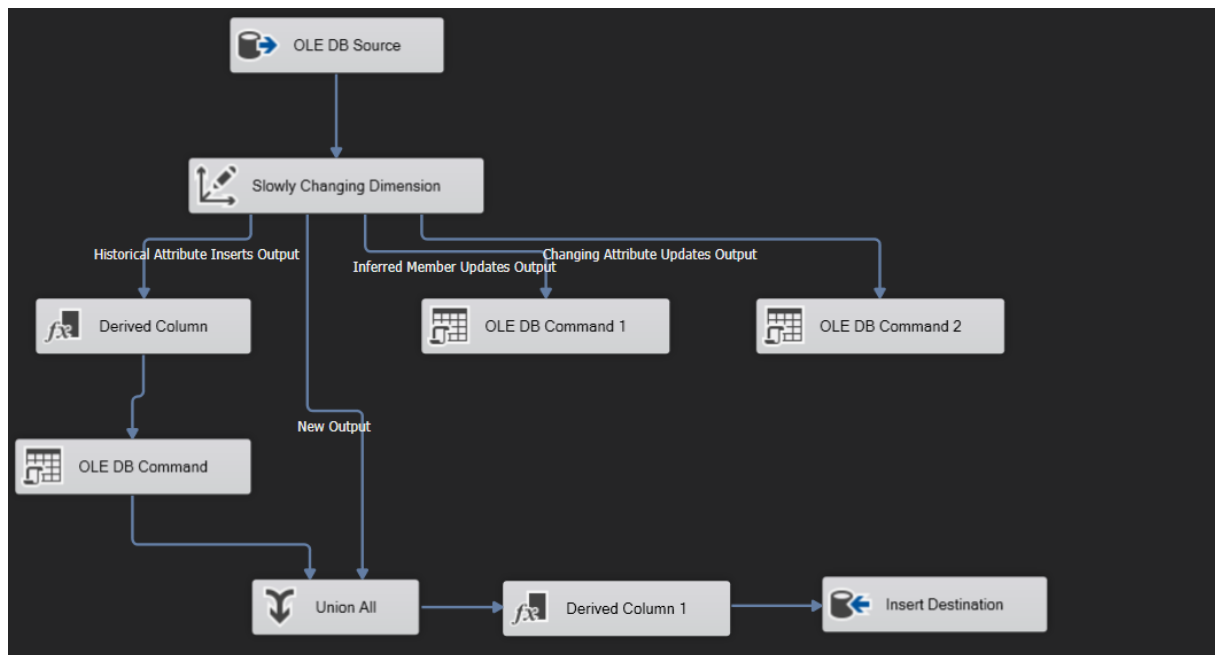 OLE DB Source
Slowly Changing Dimension
Historical Attribute Inserts Output
Changing Attribute Updates Output
Inferred Member Updates Output
Derived Column
OLE DB Command 1
OLE DB Command 2
New Output
OLE DB Command
Union All
Derived Column 1
Insert Destination